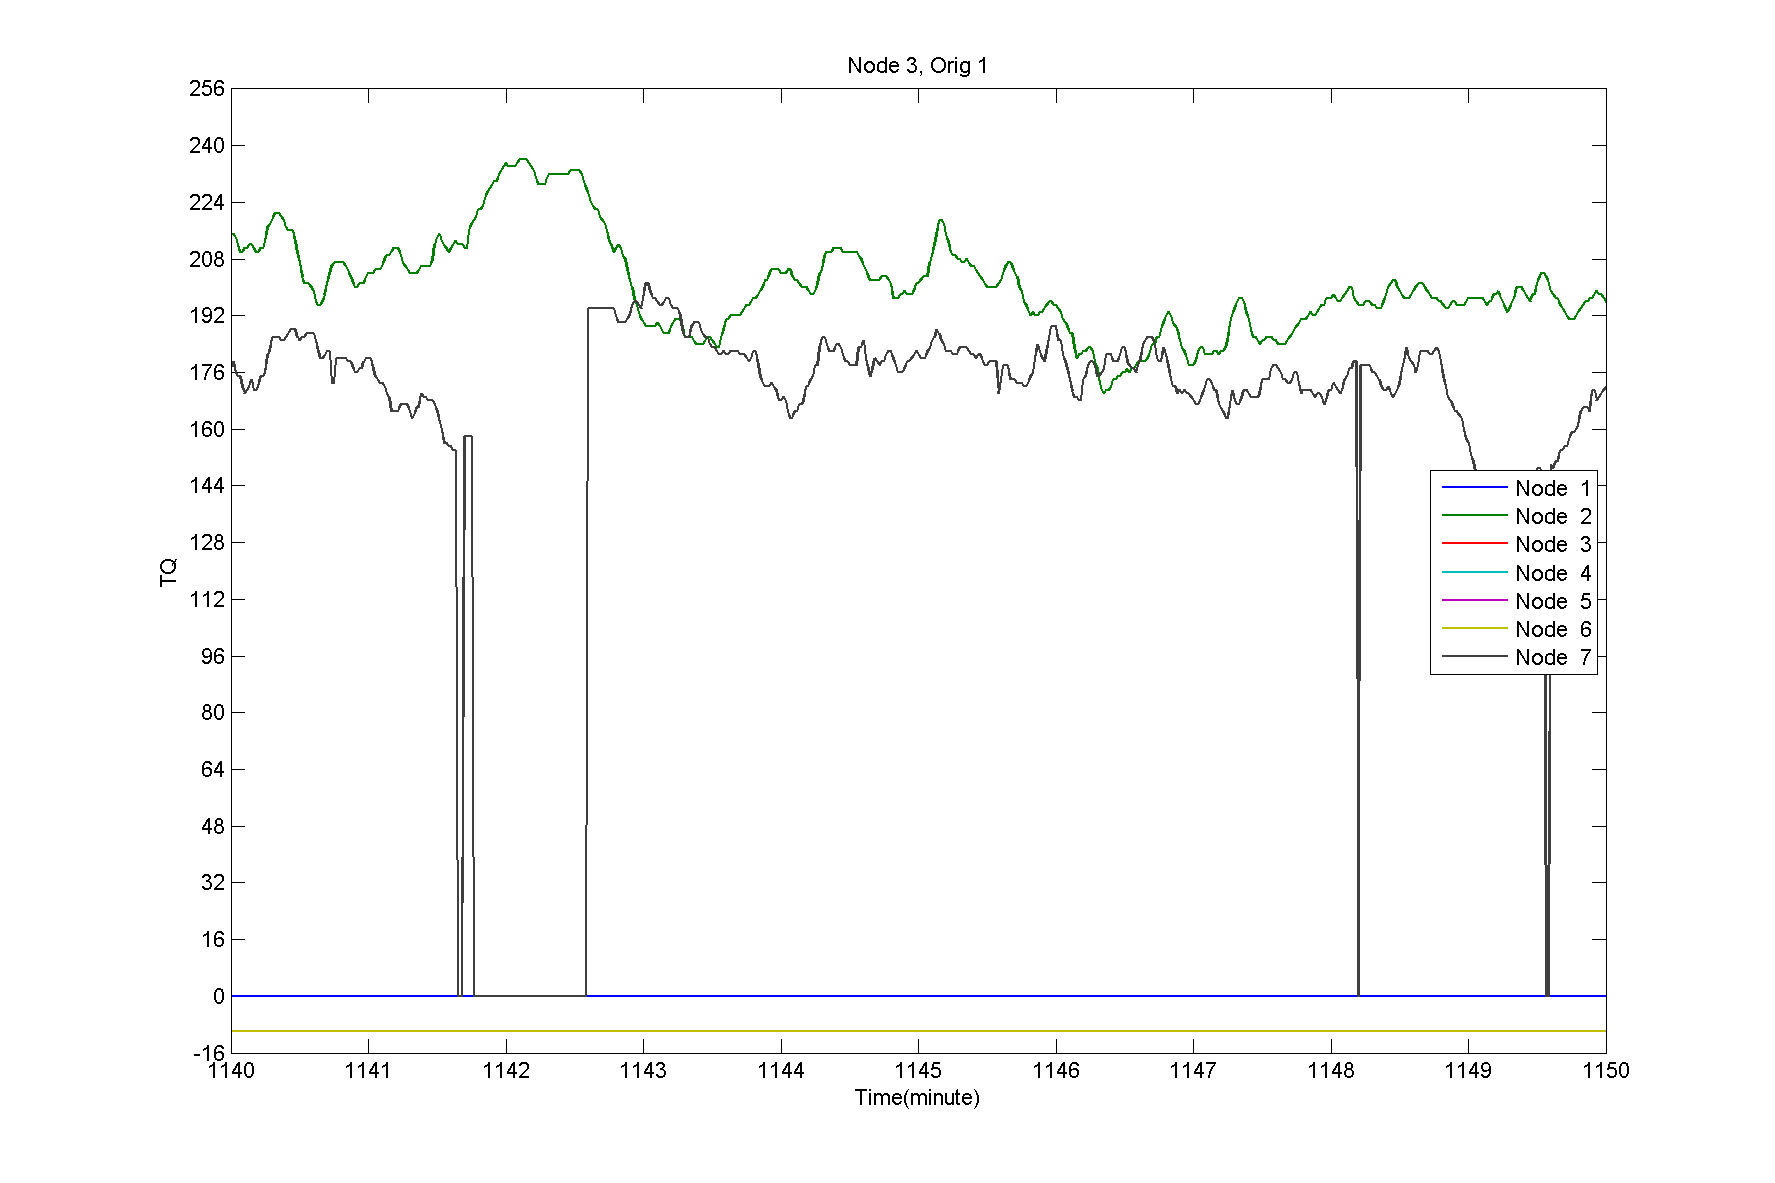 Node 3, Orig 1
256
240
224
208
192
176
160
144
128
112
96
80
64
48
32
16
0
-16
TQ
Node 1
Node 2
Node 3
Node 4
Node 5
Node 6
Node 7
1140 1141 1142 1143 1144 1145 1146 1147 1148 1149 1150
Time(minute)